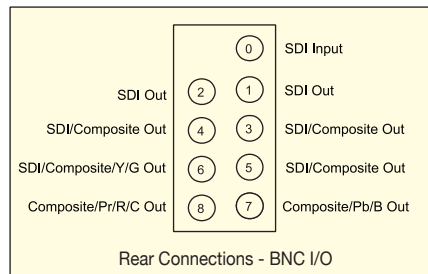 0 SDI Input
SDI Out 2 1 SDI Out
SDI/Composite Out 4 3 SDI/Composite Out
SDI/Composite/Y/G Out 6 5 SDI/Composite Out
Composite/Pr/R/C Out 8 7 Composite/Pb/B Out
Rear Connections - BNC I/O